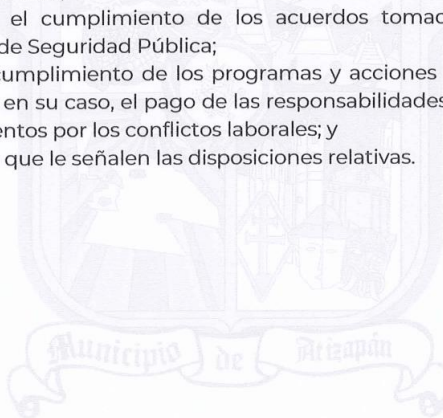 el cumplimiento de los acuerdos tomad
de Seguridad Pública;
umplimiento de los programas y acciones
en su caso, el pago de las responsabilidades
entos por los conflictos laborales; y
que le señalen las disposiciones relativas.
Municipio de Atizapán